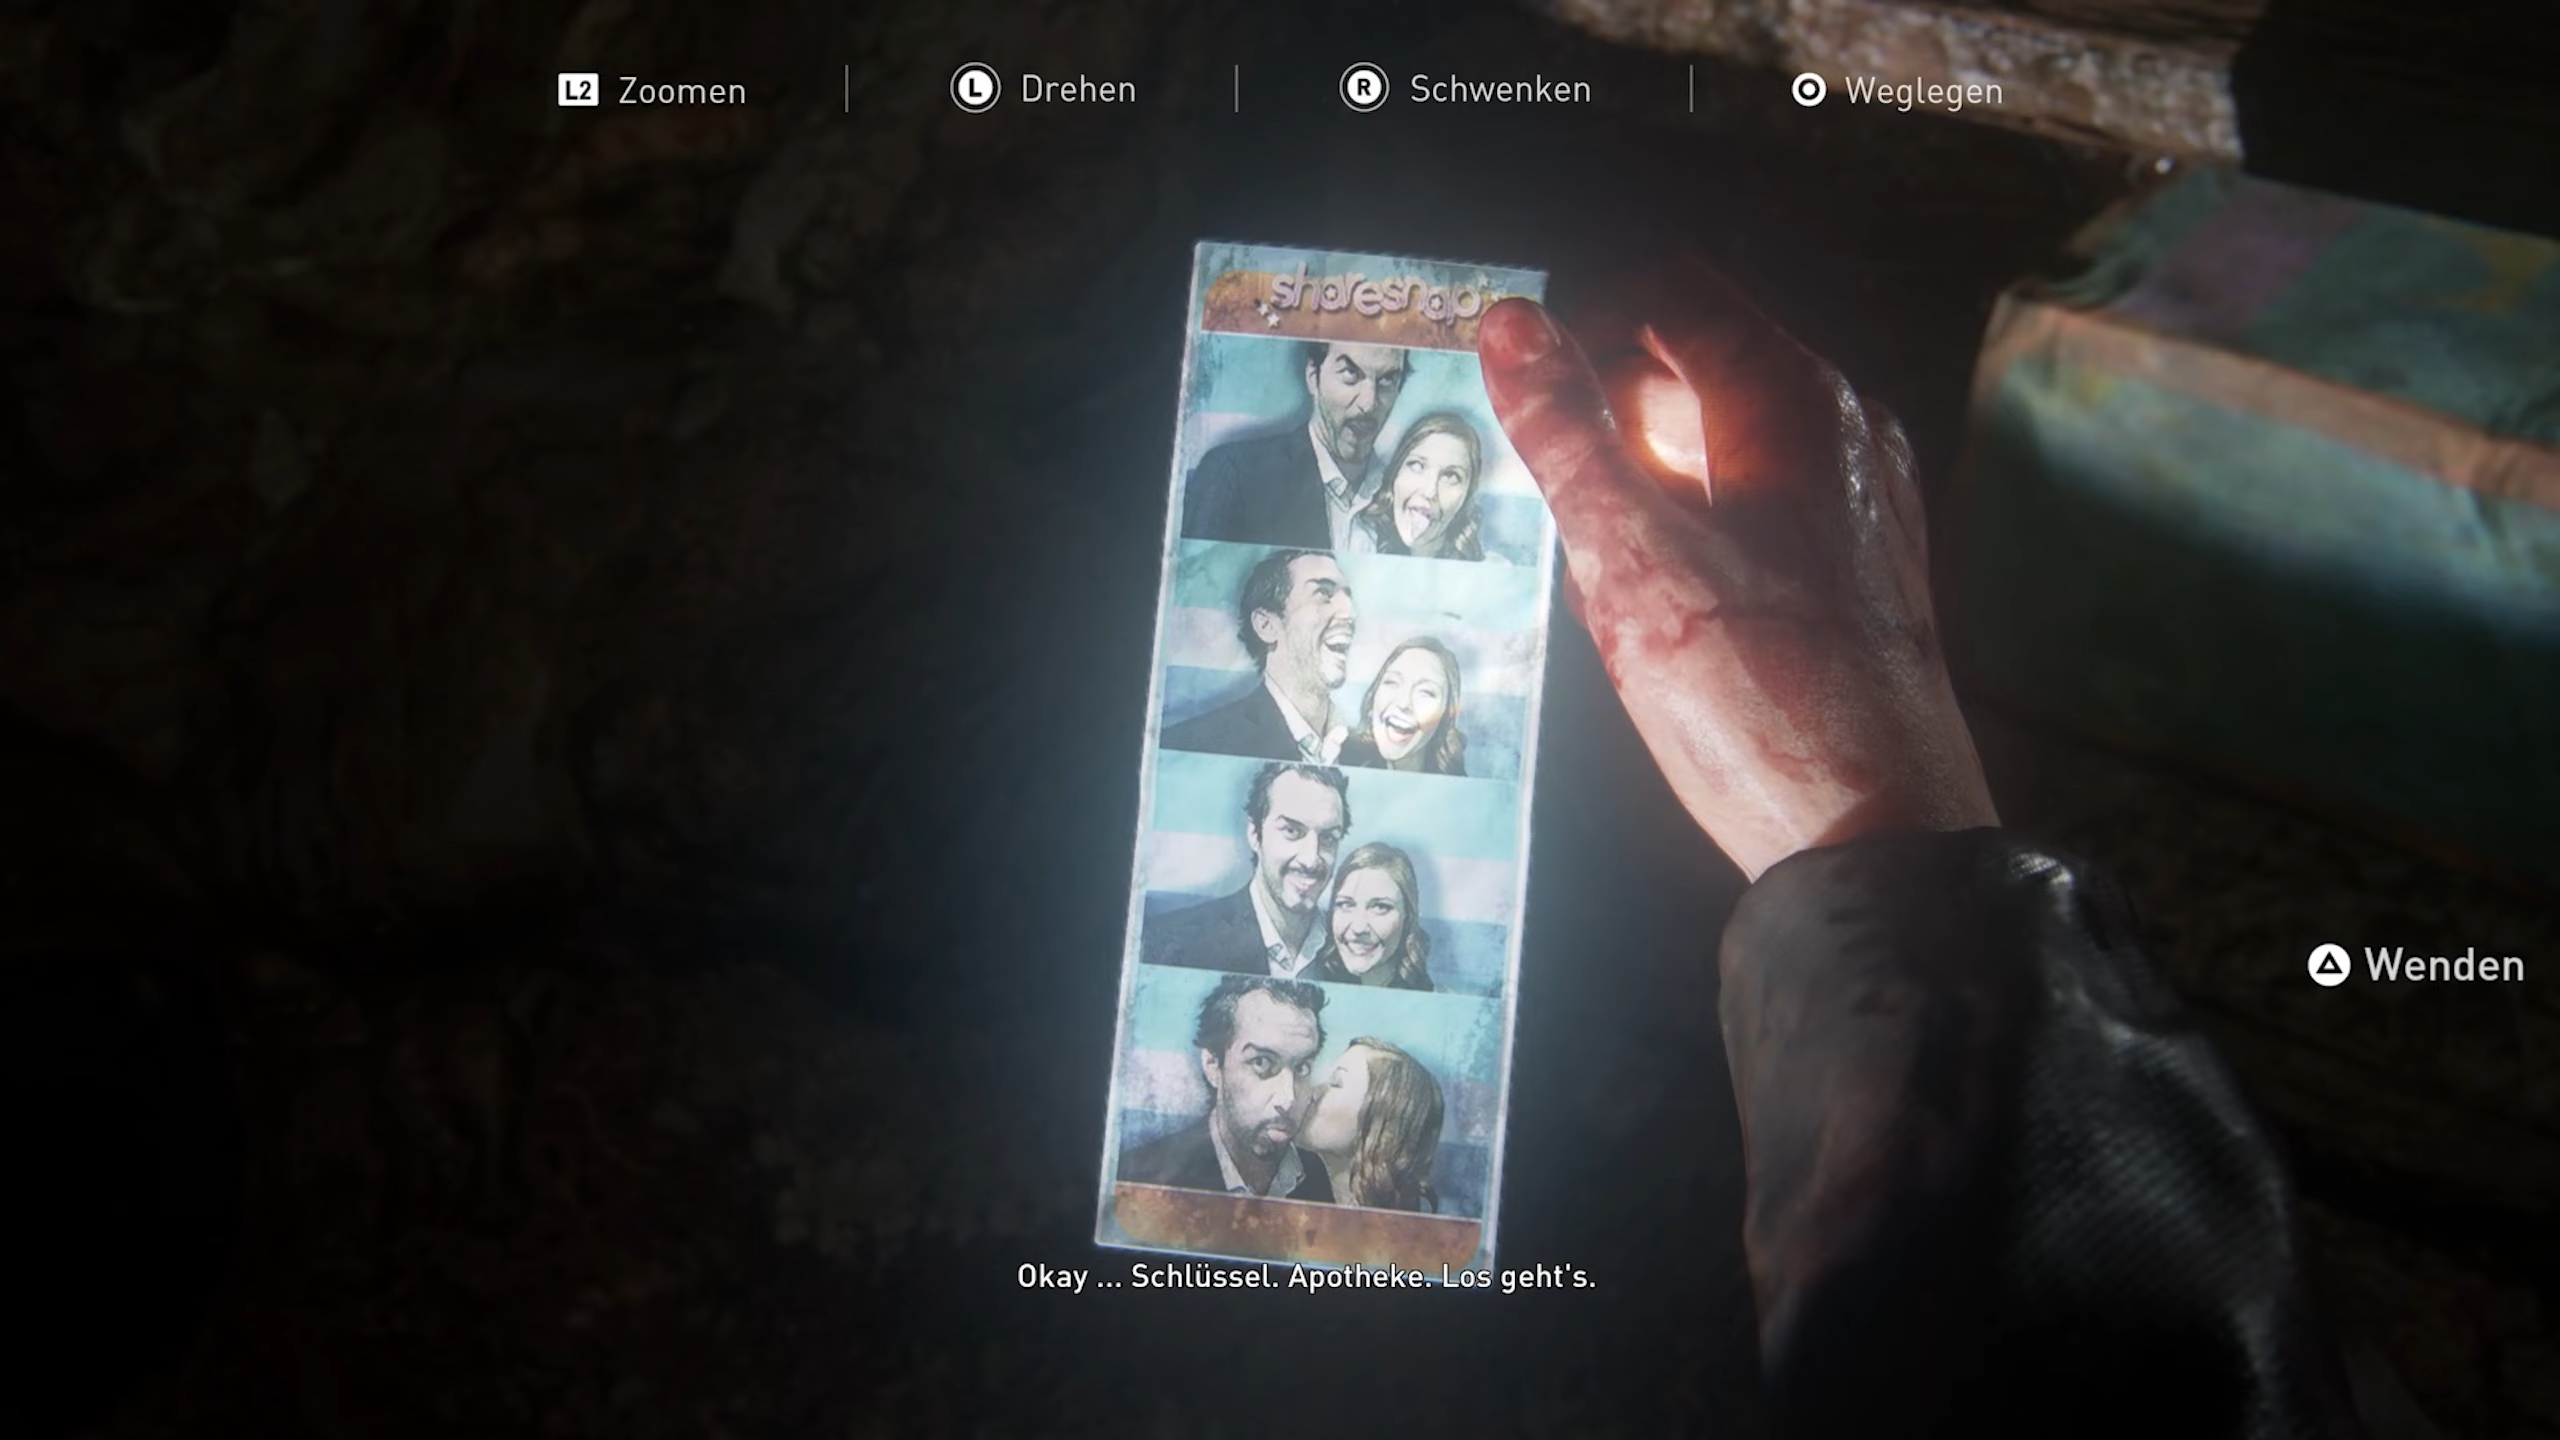 L2 Zoomen
L Drehen
R Schwenken
Weglegen
sharesnap
Wenden
Okay ... Schlüssel. Apotheke. Los geht's.